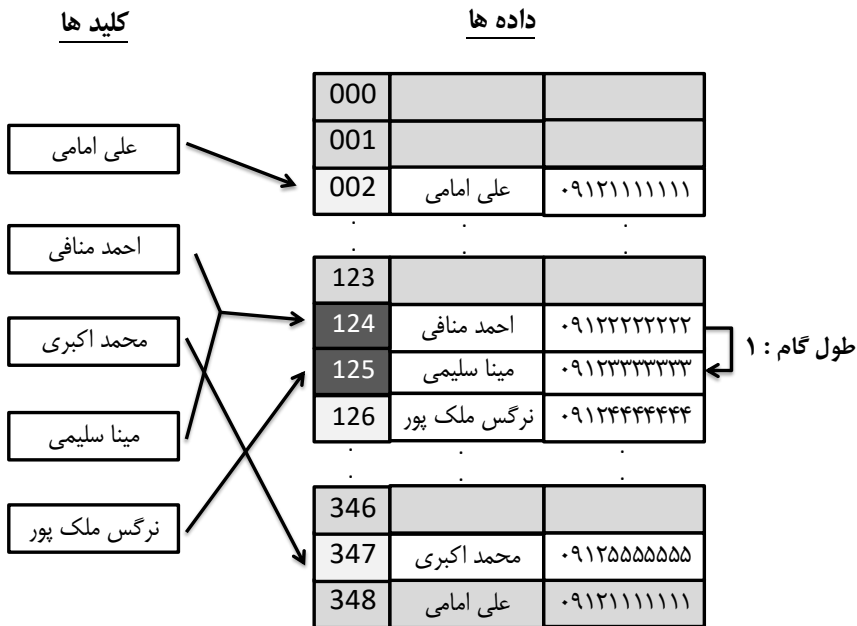 کلید ها
داده ها
علی امامی
احمد منافی
محمد اکبری
مینا سلیمی
نرگس ملک پور
000
001
002 علی امامی ۰۹۱۲۱۱۱۱۱۱۱
123
124 احمد منافی ۰۹۱۲۲۲۲۲۲۲۲
125 مینا سلیمی ۰۹۱۲۳۳۳۳۳۳۳
126 نرگس ملک پور ۰۹۱۲۴۴۴۴۴۴۴
346
347 محمد اکبری ۰۹۱۲۵۵۵۵۵۵۵
348 علی امامی ۰۹۱۲۱۱۱۱۱۱۱
طول گام : ۱